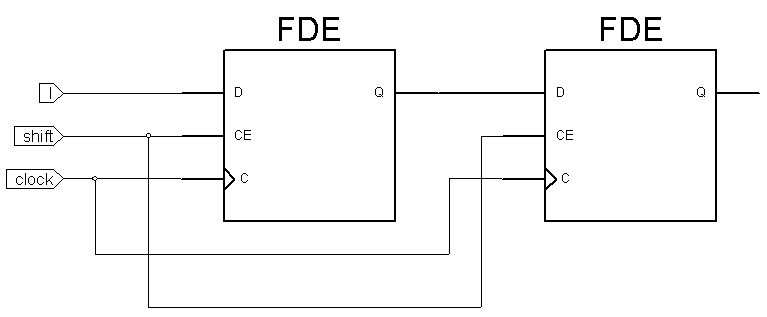 FDE FDE
I D Q D Q
shift CE CE
clock C C